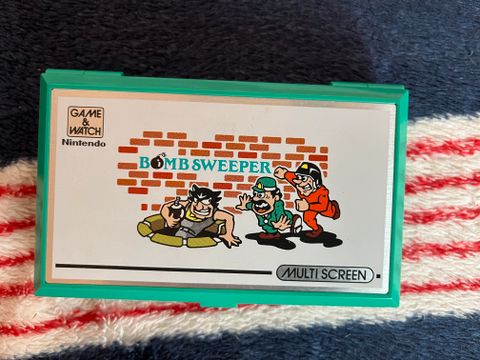 GAME
&
WATCH
Nintendo
BOMB SWEEPER
MULTI SCREEN